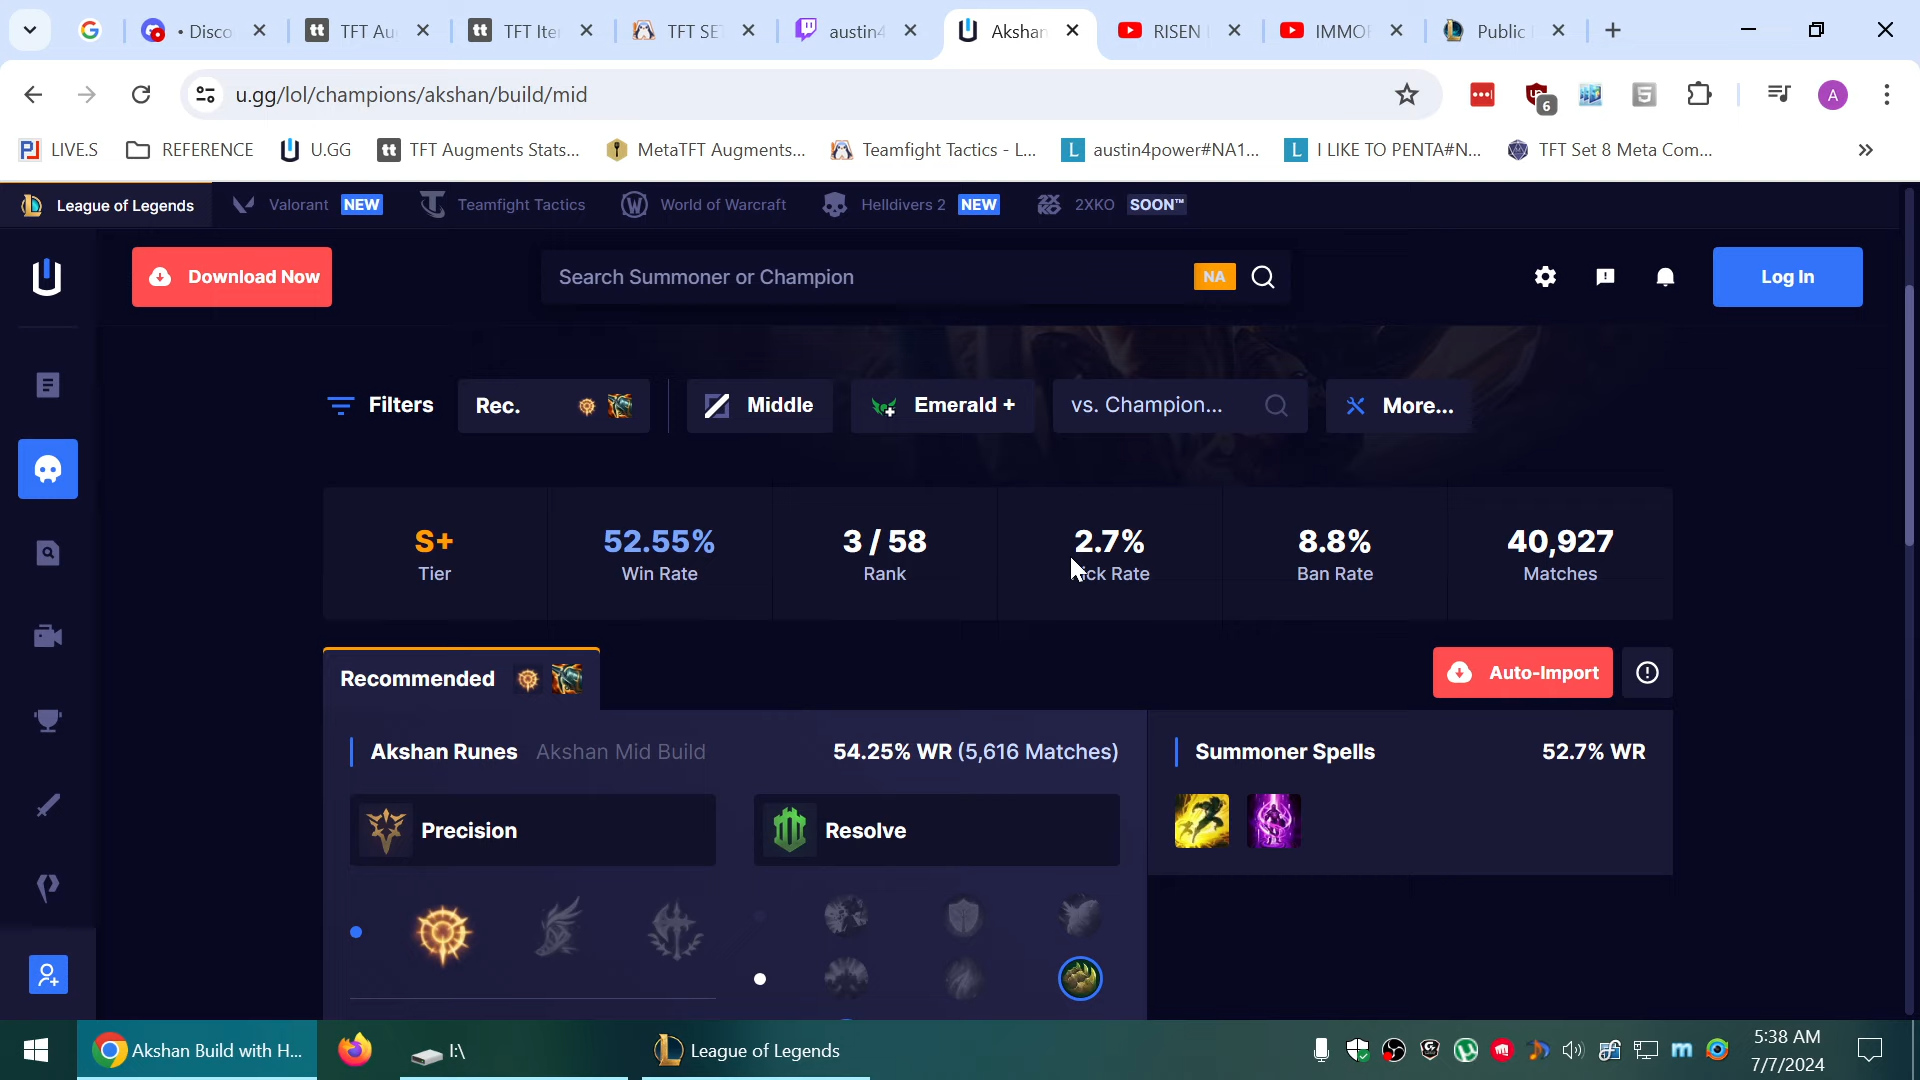 • Disco
TFT Au
TFT Ite
TFT SE
austin4
Akshan
RISEN
IMMOR
Public
u.gg/lol/champions/akshan/build/mid
6
A
LIVE.S
REFERENCE
U.GG
TFT Augments Stats...
MetaTFT Augments...
Teamfight Tactics - L...
austin4power#NA1...
I LIKE TO PENTA#N...
TFT Set 8 Meta Com...
League of Legends
Valorant NEW
Teamfight Tactics
World of Warcraft
Helldivers 2 NEW
2XKO SOON™
Download Now
Search Summoner or Champion
NA
Log In
Filters
Rec.
Middle
Emerald +
vs. Champion...
More...
S+
Tier
52.55%
Win Rate
3 / 58
Rank
2.7%
ck Rate
8.8%
Ban Rate
40,927
Matches
Recommended
Auto-Import
Akshan Runes Akshan Mid Build
54.25% WR (5,616 Matches)
Summoner Spells
52.7% WR
Precision
Resolve
Akshan Build with H...
I:\
League of Legends
5:38 AM
7/7/2024